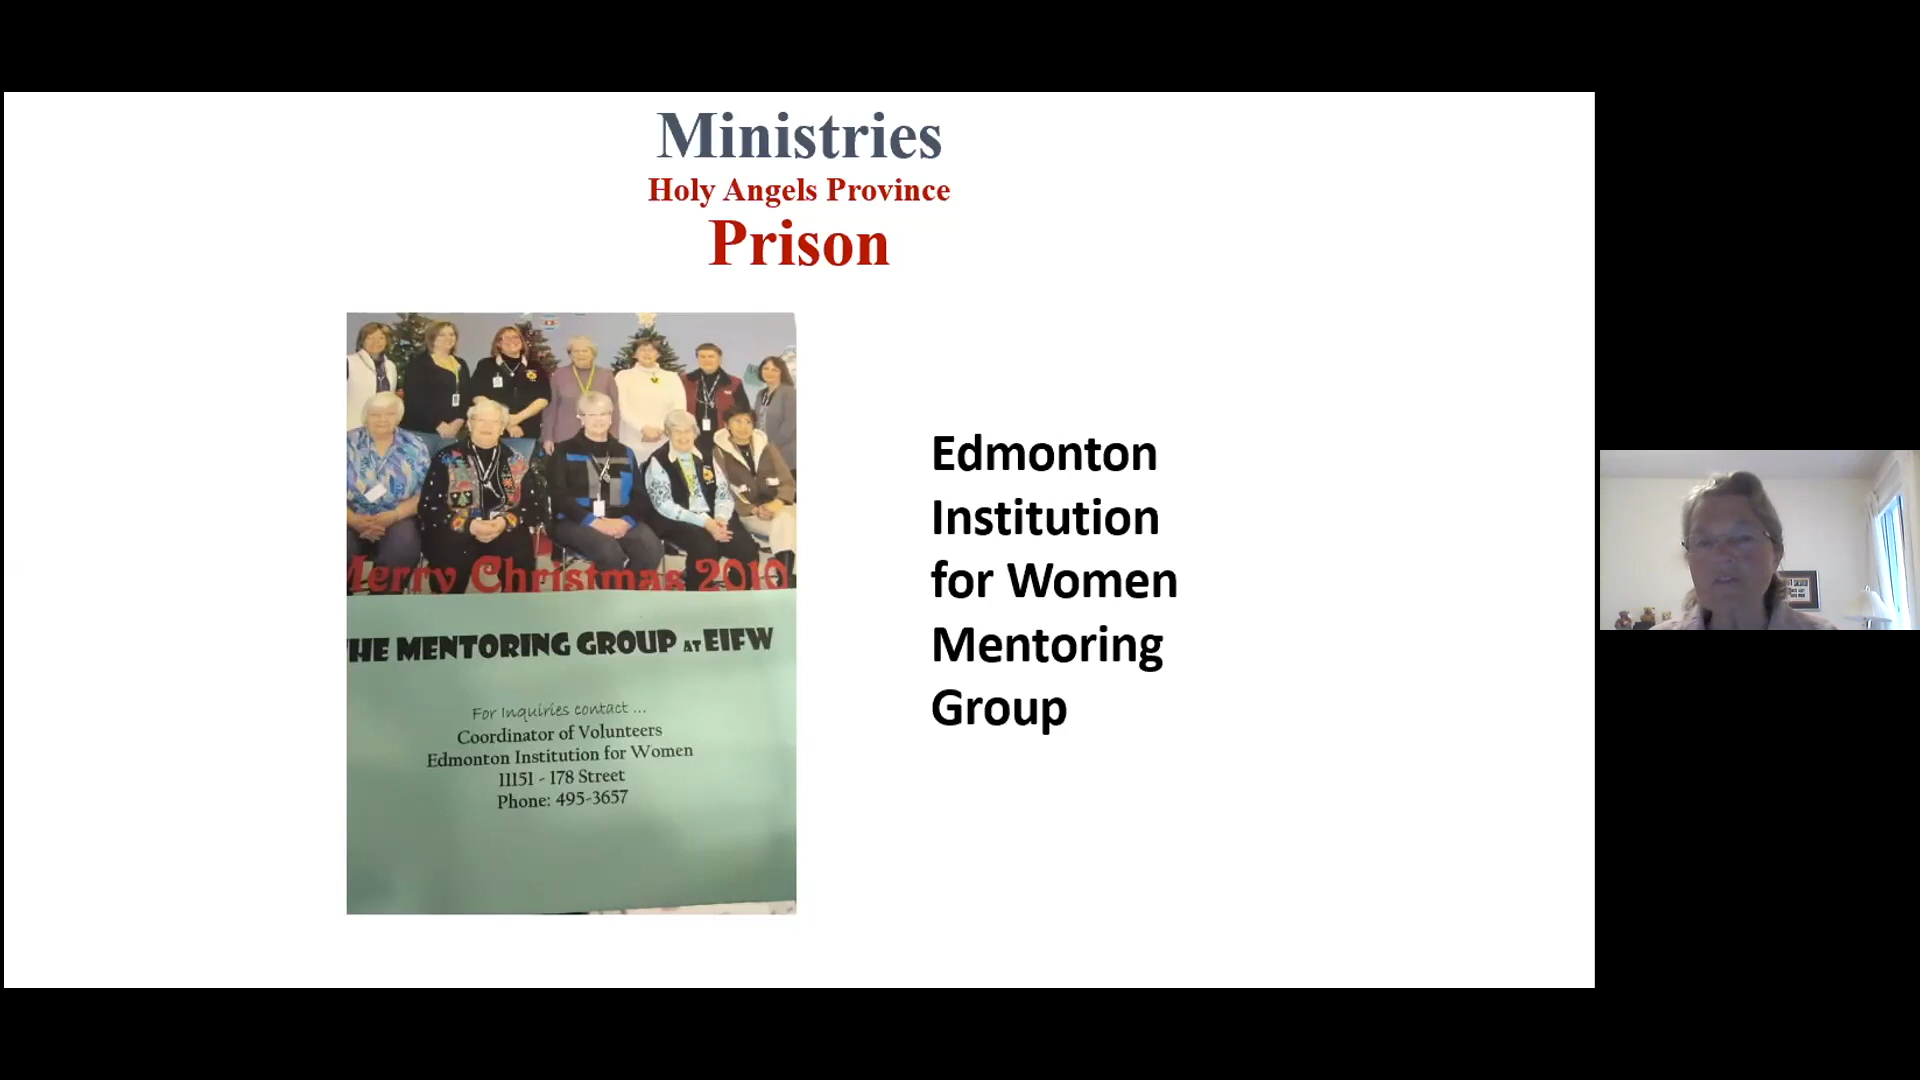 Ministries
Holy Angels Province
Prison
Merry Christmas 2010
THE MENTORING GROUP AT EIFW
For Inquiries contact ...
Coordinator of Volunteers
Edmonton Institution for Women
11151 - 178 Street
Phone: 495-3657
Edmonton
Institution
for Women
Mentoring
Group